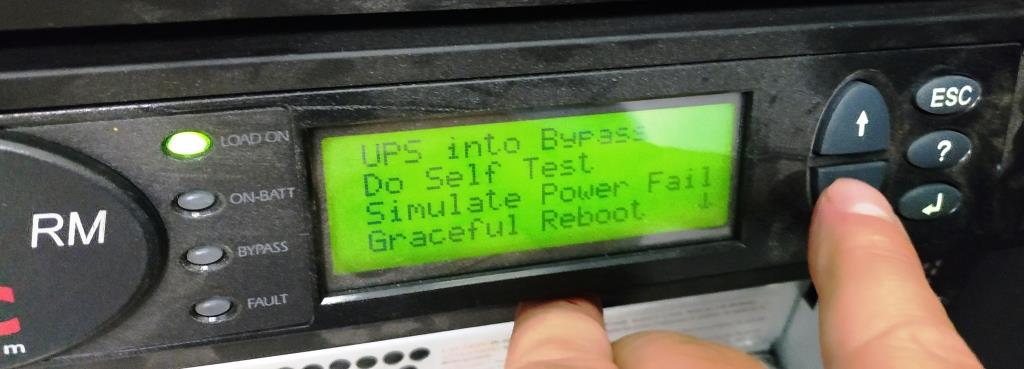 RM
m
LOAD ON
ON-BATT
BYPASS
FAULT
UPS into Bypass
Do Self Test
Simulate Power Fail
Graceful Reboot ↓
↑
ESC
?
↵